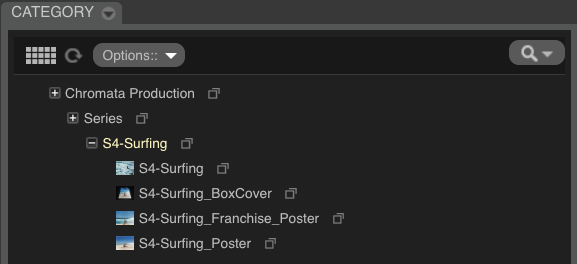 CATEGORY
Options::
Chromata Production
Series
S4-Surfing
S4-Surfing
S4-Surfing_BoxCover
S4-Surfing_Franchise_Poster
S4-Surfing_Poster